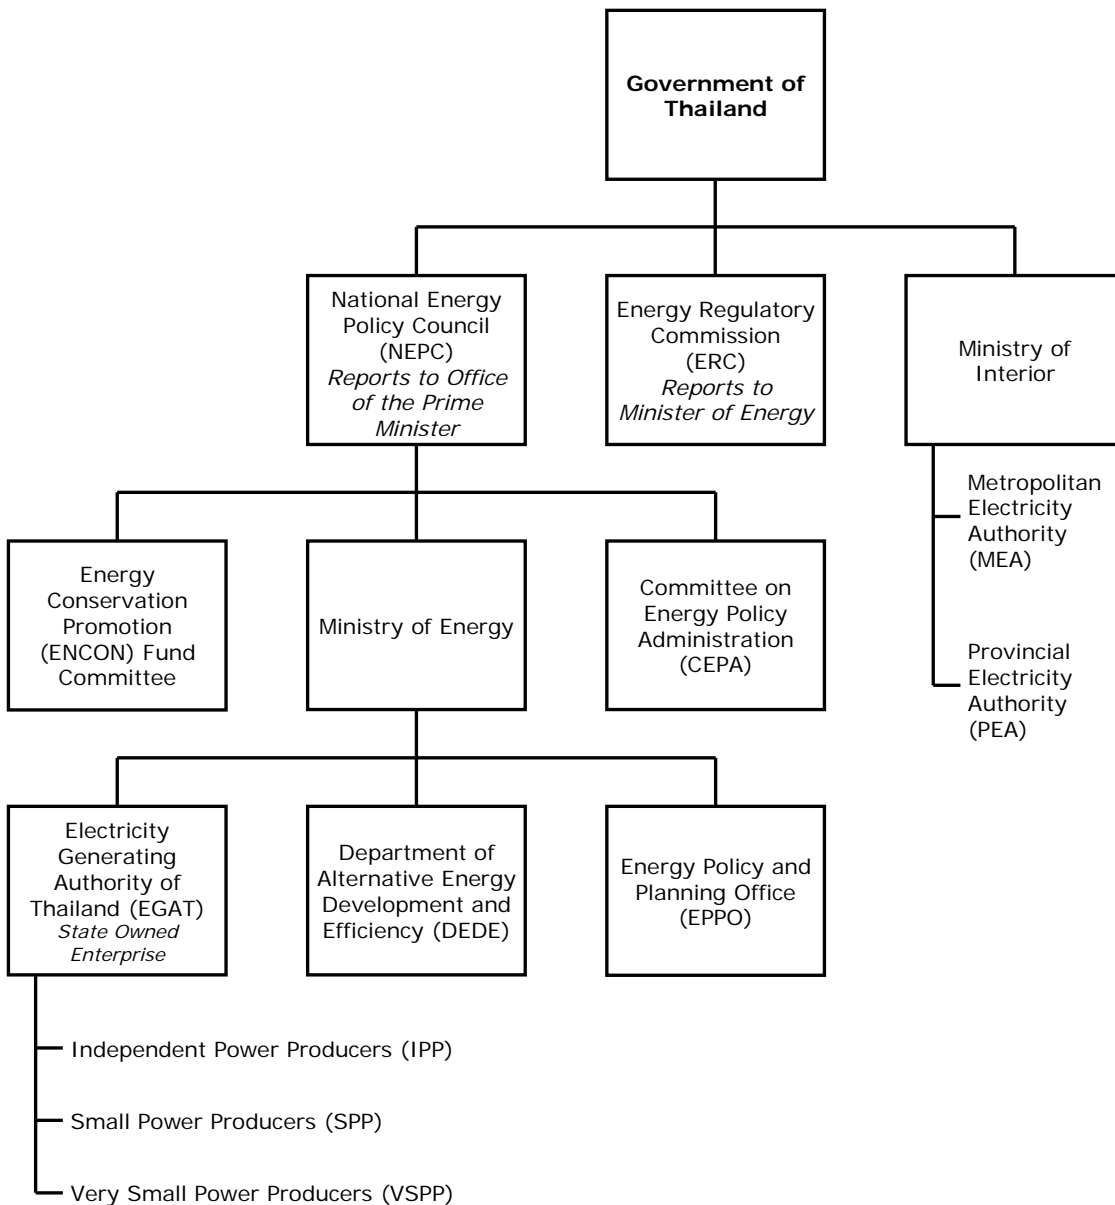 Government of
Thailand
National Energy
Policy Council
(NEPC)
Reports to Office
of the Prime
Minister
Energy Regulatory
Commission
(ERC)
Reports to
Minister of Energy
Ministry of
Interior
Metropolitan
Electricity
Authority
(MEA)
Provincial
Electricity
Authority
(PEA)
Energy
Conservation
Promotion
(ENCON) Fund
Committee
Ministry of Energy
Committee on
Energy Policy
Administration
(CEPA)
Electricity
Generating
Authority of
Thailand (EGAT)
State Owned
Enterprise
Department of
Alternative Energy
Development and
Efficiency (DEDE)
Energy Policy and
Planning Office
(EPPO)
Independent Power Producers (IPP)
Small Power Producers (SPP)
Very Small Power Producers (VSPP)